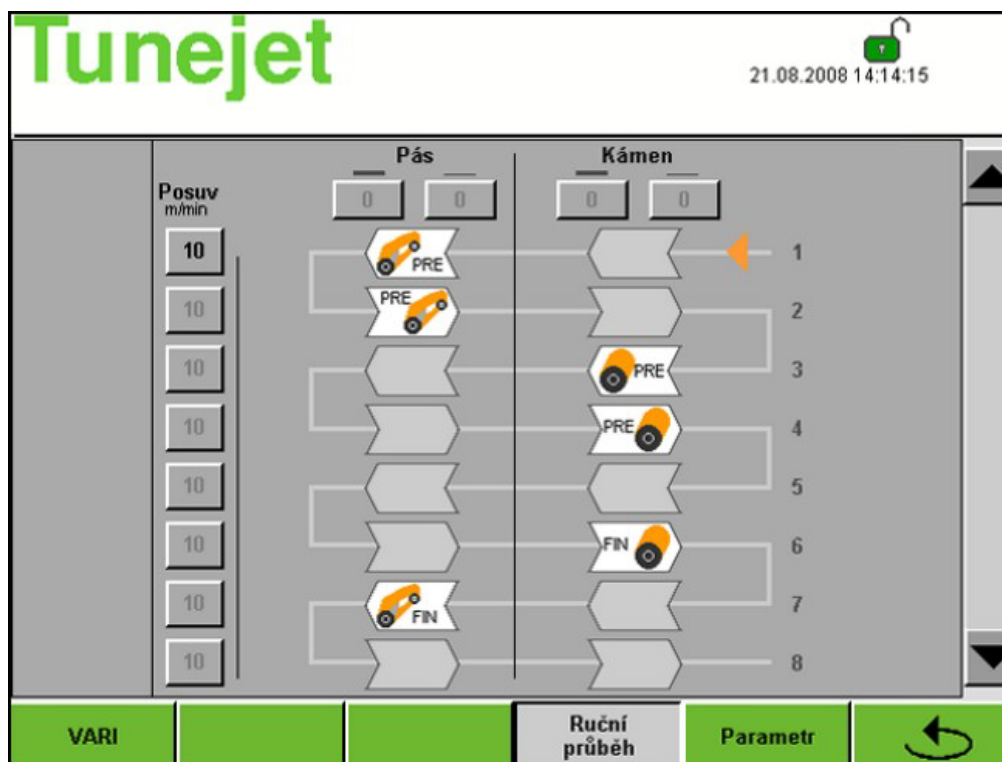 Tunejet
21.08.2008 14:14:15
Pás Kámen
Posuv
m/min
0 0 0 0
10 PRE 1
10 PRE 2
10 PRE 3
10 PRE 4
10 5
10 FIN 6
10 FIN 7
10 8
VARI Ruční průběh Parametr